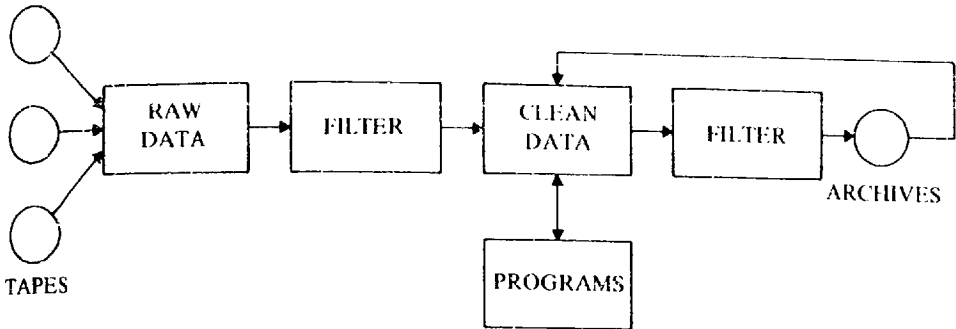 RAW
DATA
FILTER
CLEAN
DATA
FILTER
ARCHIVES
PROGRAMS
TAPES